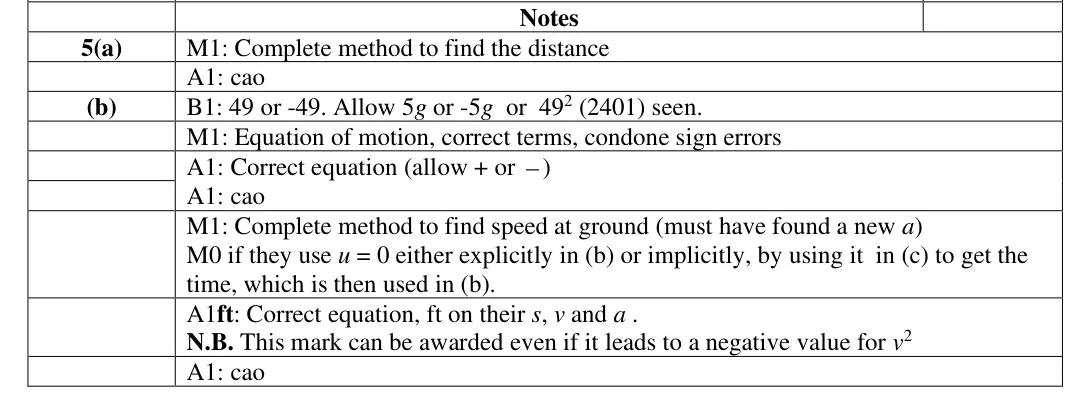 Notes
5(a) M1: Complete method to find the distance
A1: cao
(b) B1: 49 or -49. Allow 5g or -5g or 49² (2401) seen.
M1: Equation of motion, correct terms, condone sign errors
A1: Correct equation (allow + or −)
A1: cao
M1: Complete method to find speed at ground (must have found a new a)
M0 if they use u = 0 either explicitly in (b) or implicitly, by using it in (c) to get the
time, which is then used in (b).
A1ft: Correct equation, ft on their s, v and a .
N.B. This mark can be awarded even if it leads to a negative value for v²
A1: cao